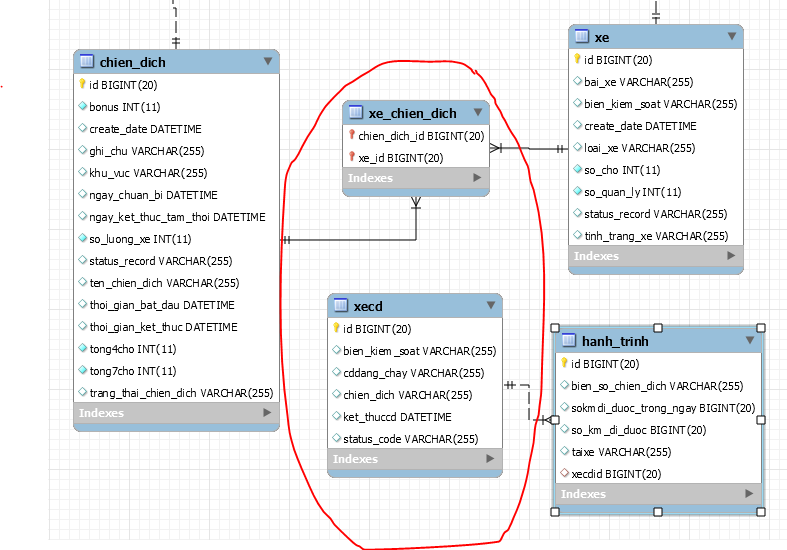 chien_dich
id BIGINT(20)
bonus INT(11)
create_date DATETIME
ghi_chu VARCHAR(255)
khu_vuc VARCHAR(255)
ngay_chuan_bi DATETIME
ngay_ket_thuc_tam_thoi DATETIME
so_luong_xe INT(11)
status_record VARCHAR(255)
ten_chien_dich VARCHAR(255)
thoi_gian_bat_dau DATETIME
thoi_gian_ket_thuc DATETIME
tong4cho INT(11)
tong7cho INT(11)
trang_thai_chien_dich VARCHAR(255)
Indexes
xe_chien_dich
chien_dich_id BIGINT(20)
xe_id BIGINT(20)
Indexes
xe
id BIGINT(20)
bai_xe VARCHAR(255)
bien_kiem_soat VARCHAR(255)
create_date DATETIME
loai_xe VARCHAR(255)
so_cho INT(11)
so_quan_ly INT(11)
status_record VARCHAR(255)
tinh_trang_xe VARCHAR(255)
Indexes
xecd
id BIGINT(20)
bien_kiem_soat VARCHAR(255)
cddang_chay VARCHAR(255)
chien_dich VARCHAR(255)
ket_thuccd DATETIME
status_code VARCHAR(255)
Indexes
hanh_trinh
id BIGINT(20)
bien_so_chien_dich VARCHAR(255)
sokmdi_duoc_trong_ngay BIGINT(20)
so_km_di_duoc BIGINT(20)
taixe VARCHAR(255)
xecdid BIGINT(20)
Indexes